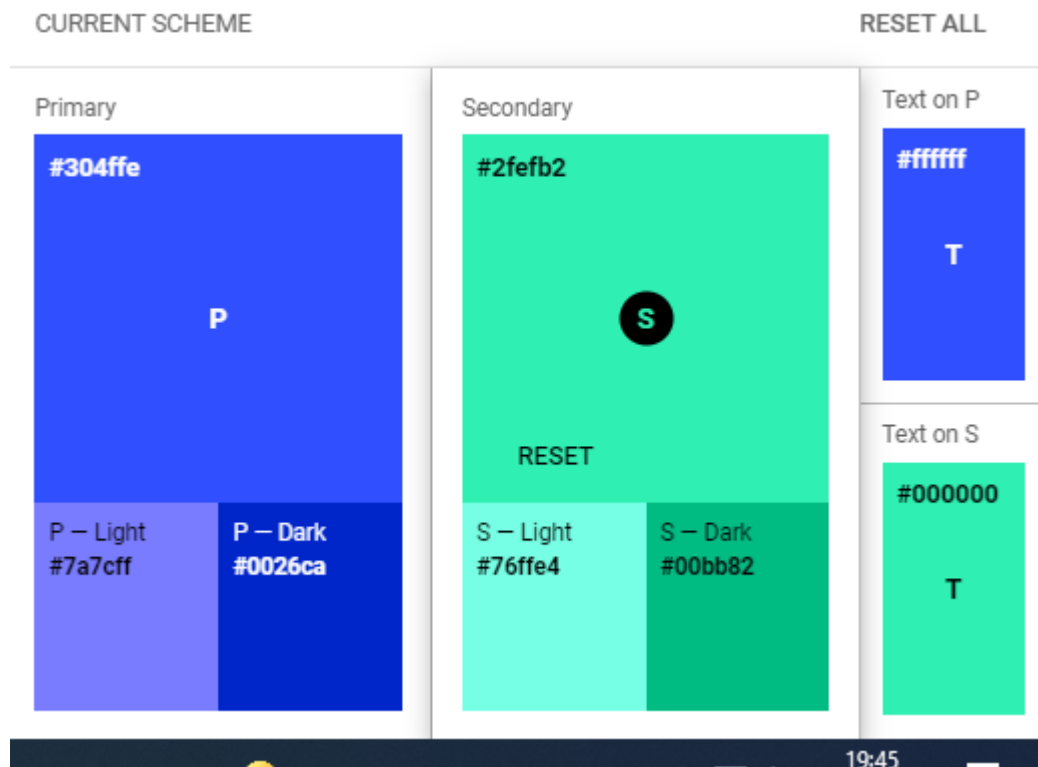 CURRENT SCHEME
RESET ALL
Primary
#304ffe
P
P — Light
#7a7cff
P — Dark
#0026ca
Secondary
#2fefb2
S
RESET
S — Light
#76ffe4
S — Dark
#00bb82
Text on P
#ffffff
T
Text on S
#000000
T
19:45